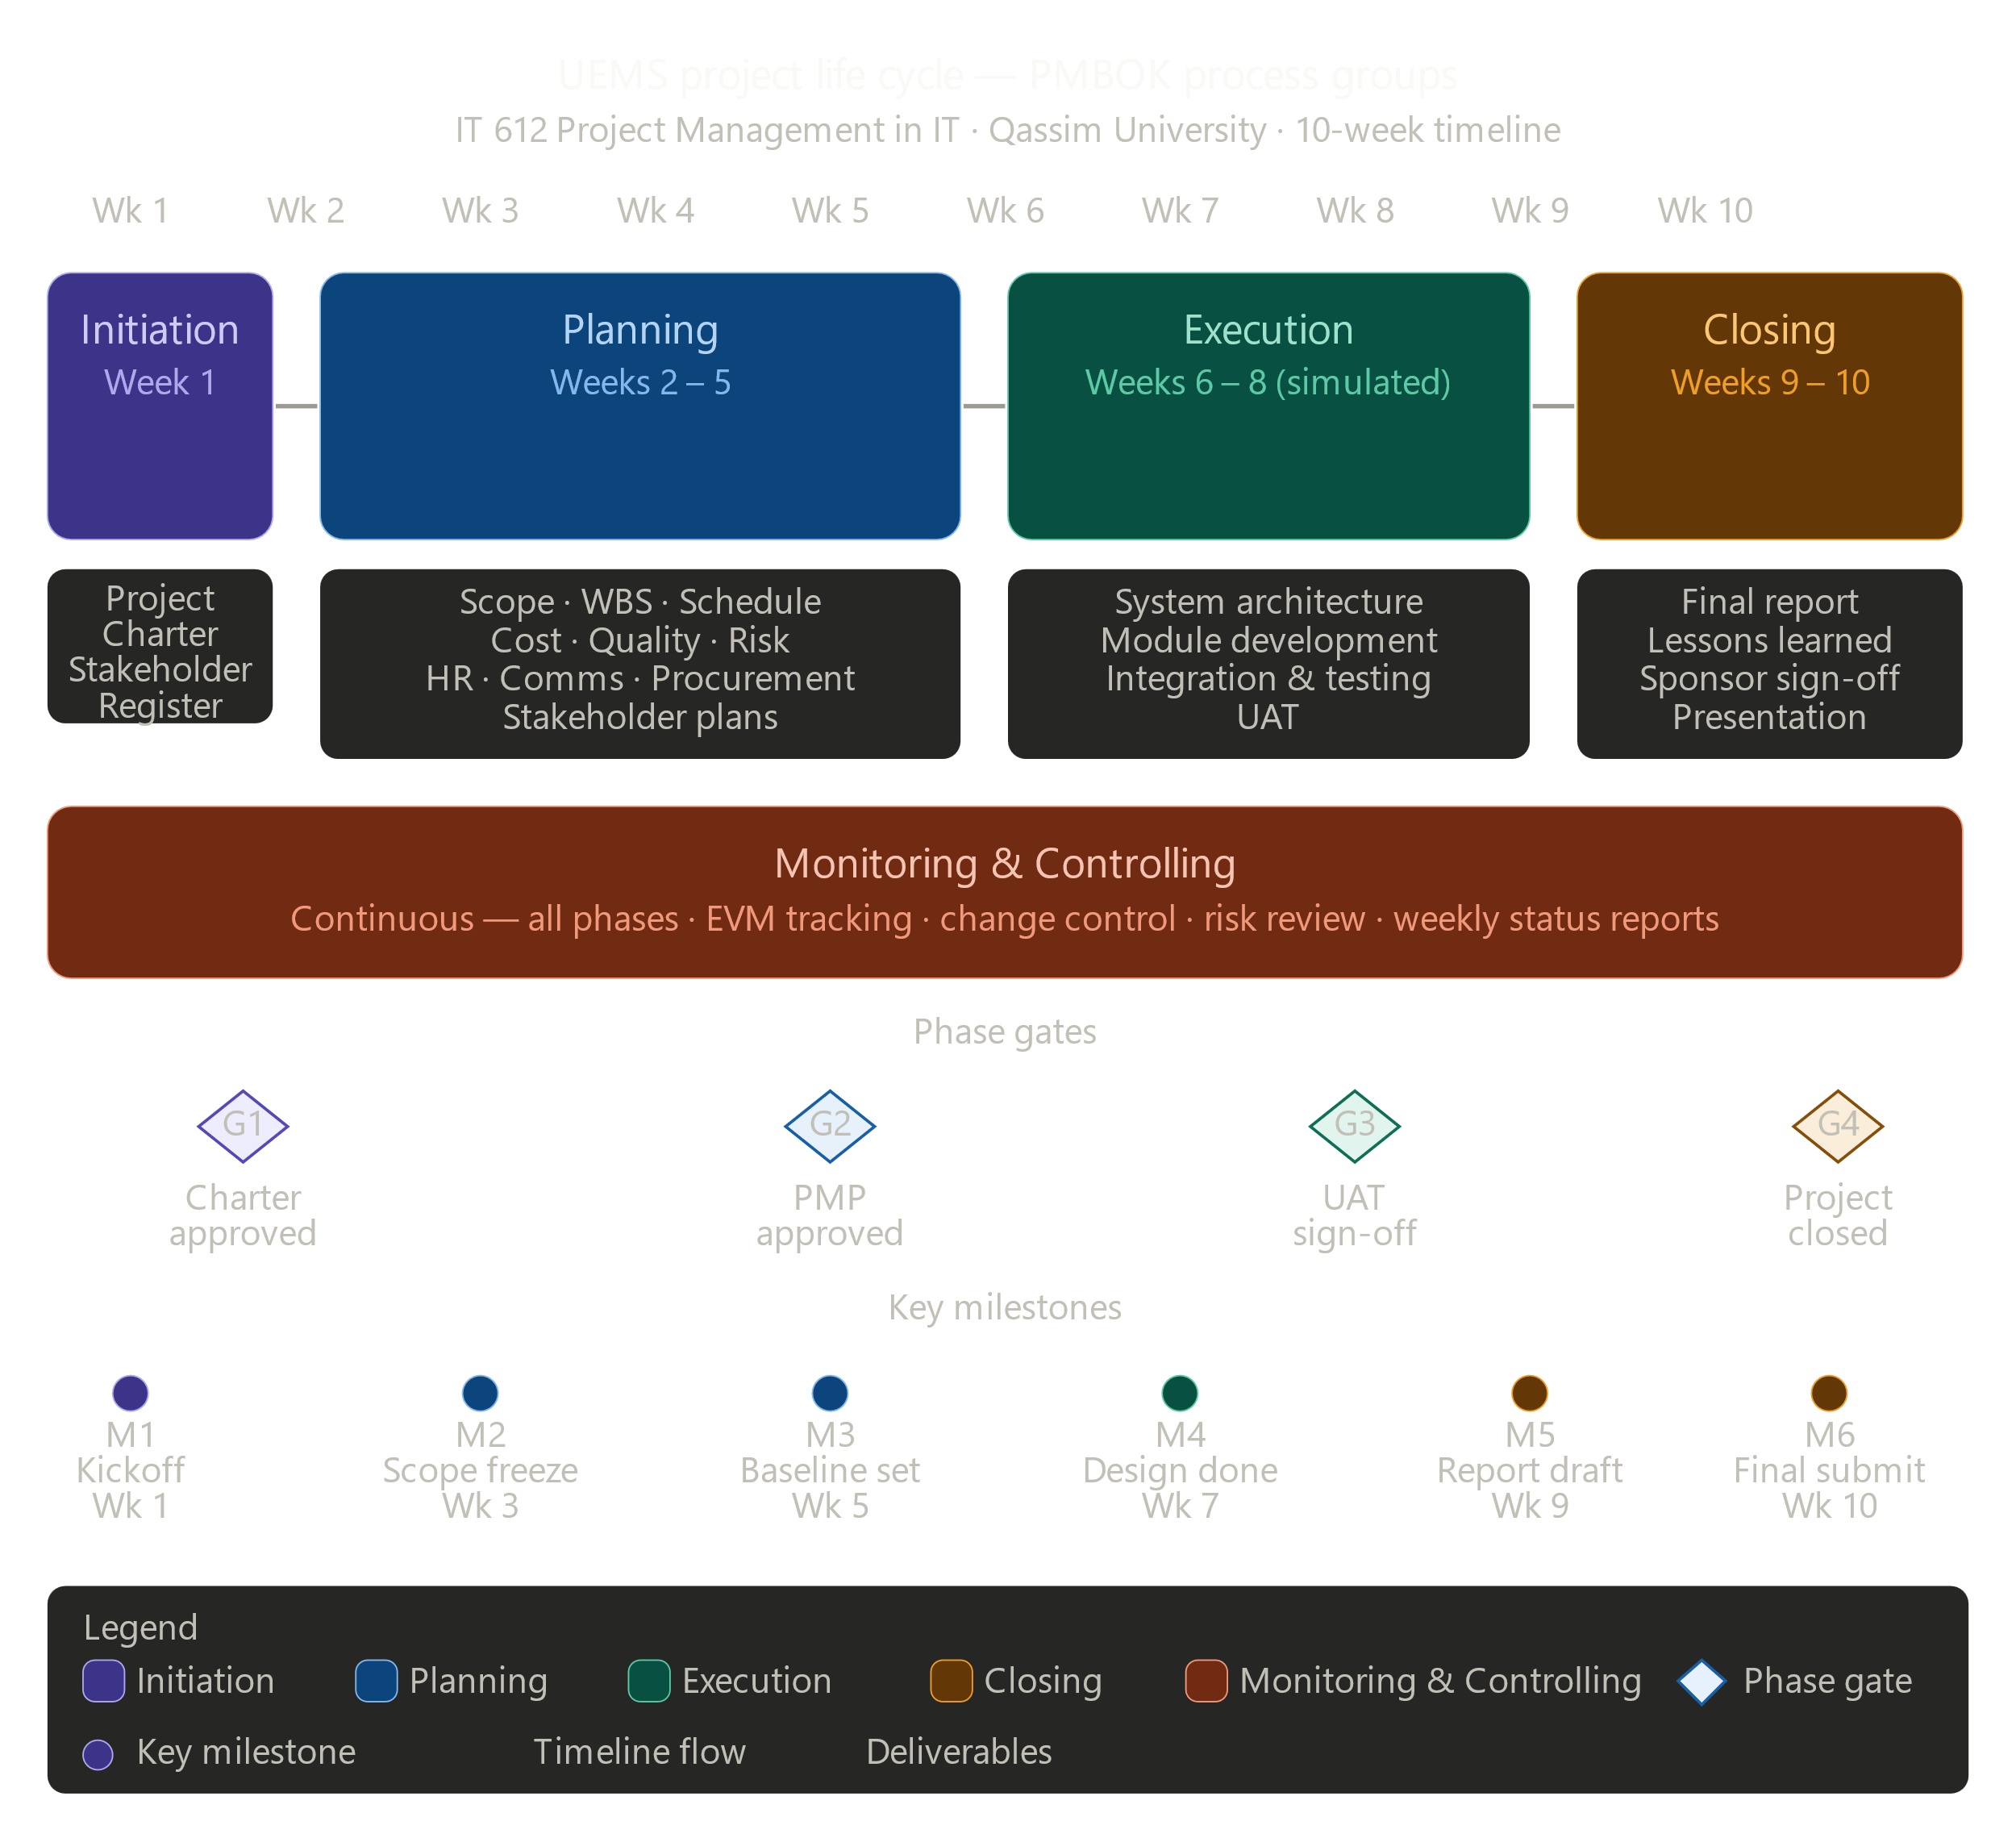 UEMS project life cycle — PMBOK process groups
IT 612 Project Management in IT · Qassim University · 10-week timeline
Wk 1 Wk 2 Wk 3 Wk 4 Wk 5 Wk 6 Wk 7 Wk 8 Wk 9 Wk 10
Initiation
Week 1
Planning
Weeks 2 – 5
Execution
Weeks 6 – 8 (simulated)
Closing
Weeks 9 – 10
Project
Charter
Stakeholder
Register
Scope · WBS · Schedule
Cost · Quality · Risk
HR · Comms · Procurement
Stakeholder plans
System architecture
Module development
Integration & testing
UAT
Final report
Lessons learned
Sponsor sign-off
Presentation
Monitoring & Controlling
Continuous — all phases · EVM tracking · change control · risk review · weekly status reports
Phase gates
G1
Charter
approved
G2
PMP
approved
G3
UAT
sign-off
G4
Project
closed
Key milestones
M1
Kickoff
Wk 1
M2
Scope freeze
Wk 3
M3
Baseline set
Wk 5
M4
Design done
Wk 7
M5
Report draft
Wk 9
M6
Final submit
Wk 10
Legend
Initiation Planning Execution Closing Monitoring & Controlling Phase gate
Key milestone Timeline flow Deliverables